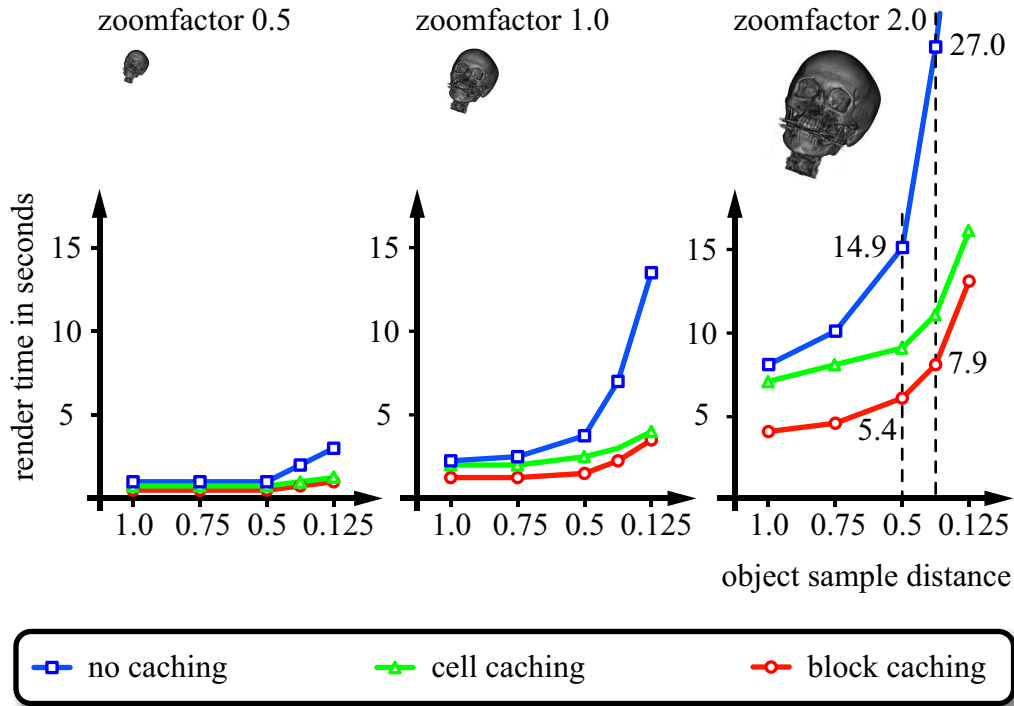 zoomfactor 0.5
zoomfactor 1.0
zoomfactor 2.0
27.0
render time in seconds
15
10
5
1.0 0.75 0.5 0.125
15
10
5
1.0 0.75 0.5 0.125
15
10
5
14.9
7.9
5.4
1.0 0.75 0.5 0.125
object sample distance
no caching
cell caching
block caching